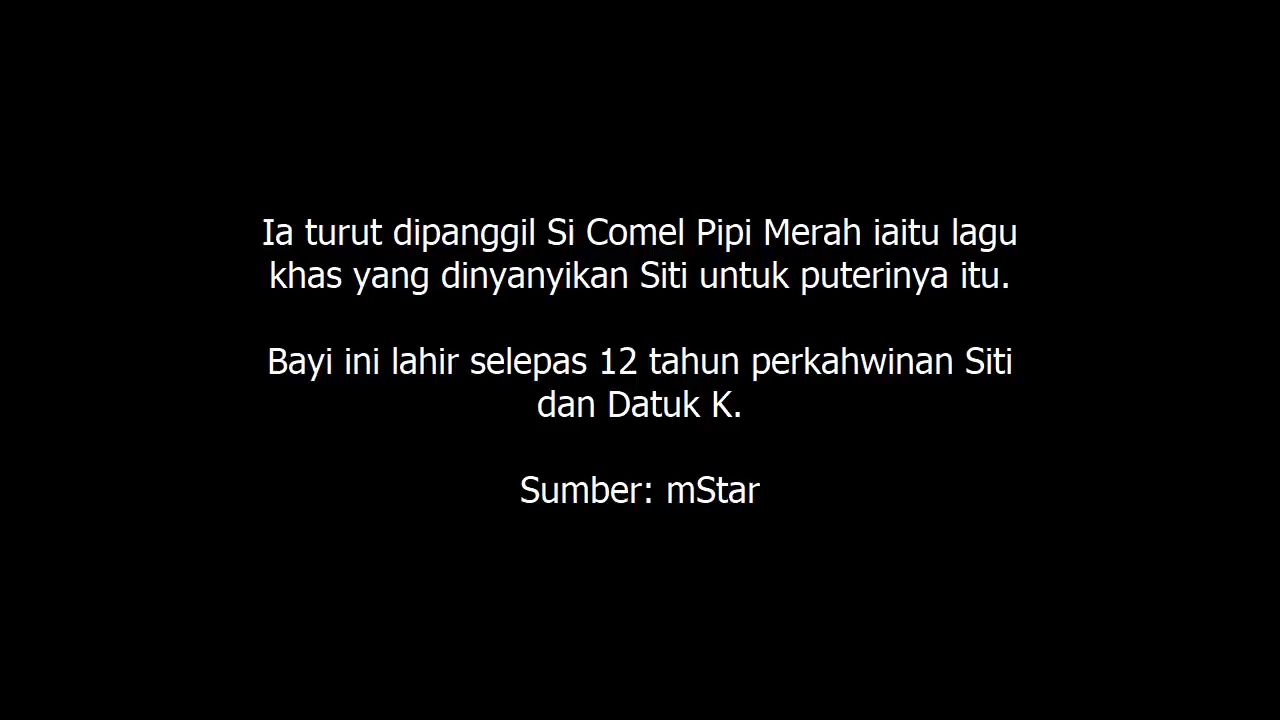 Ia turut dipanggil Si Comel Pipi Merah iaitu lagu
khas yang dinyanyikan Siti untuk puterinya itu.
Bayi ini lahir selepas 12 tahun perkahwinan Siti
dan Datuk K.
Sumber: mStar